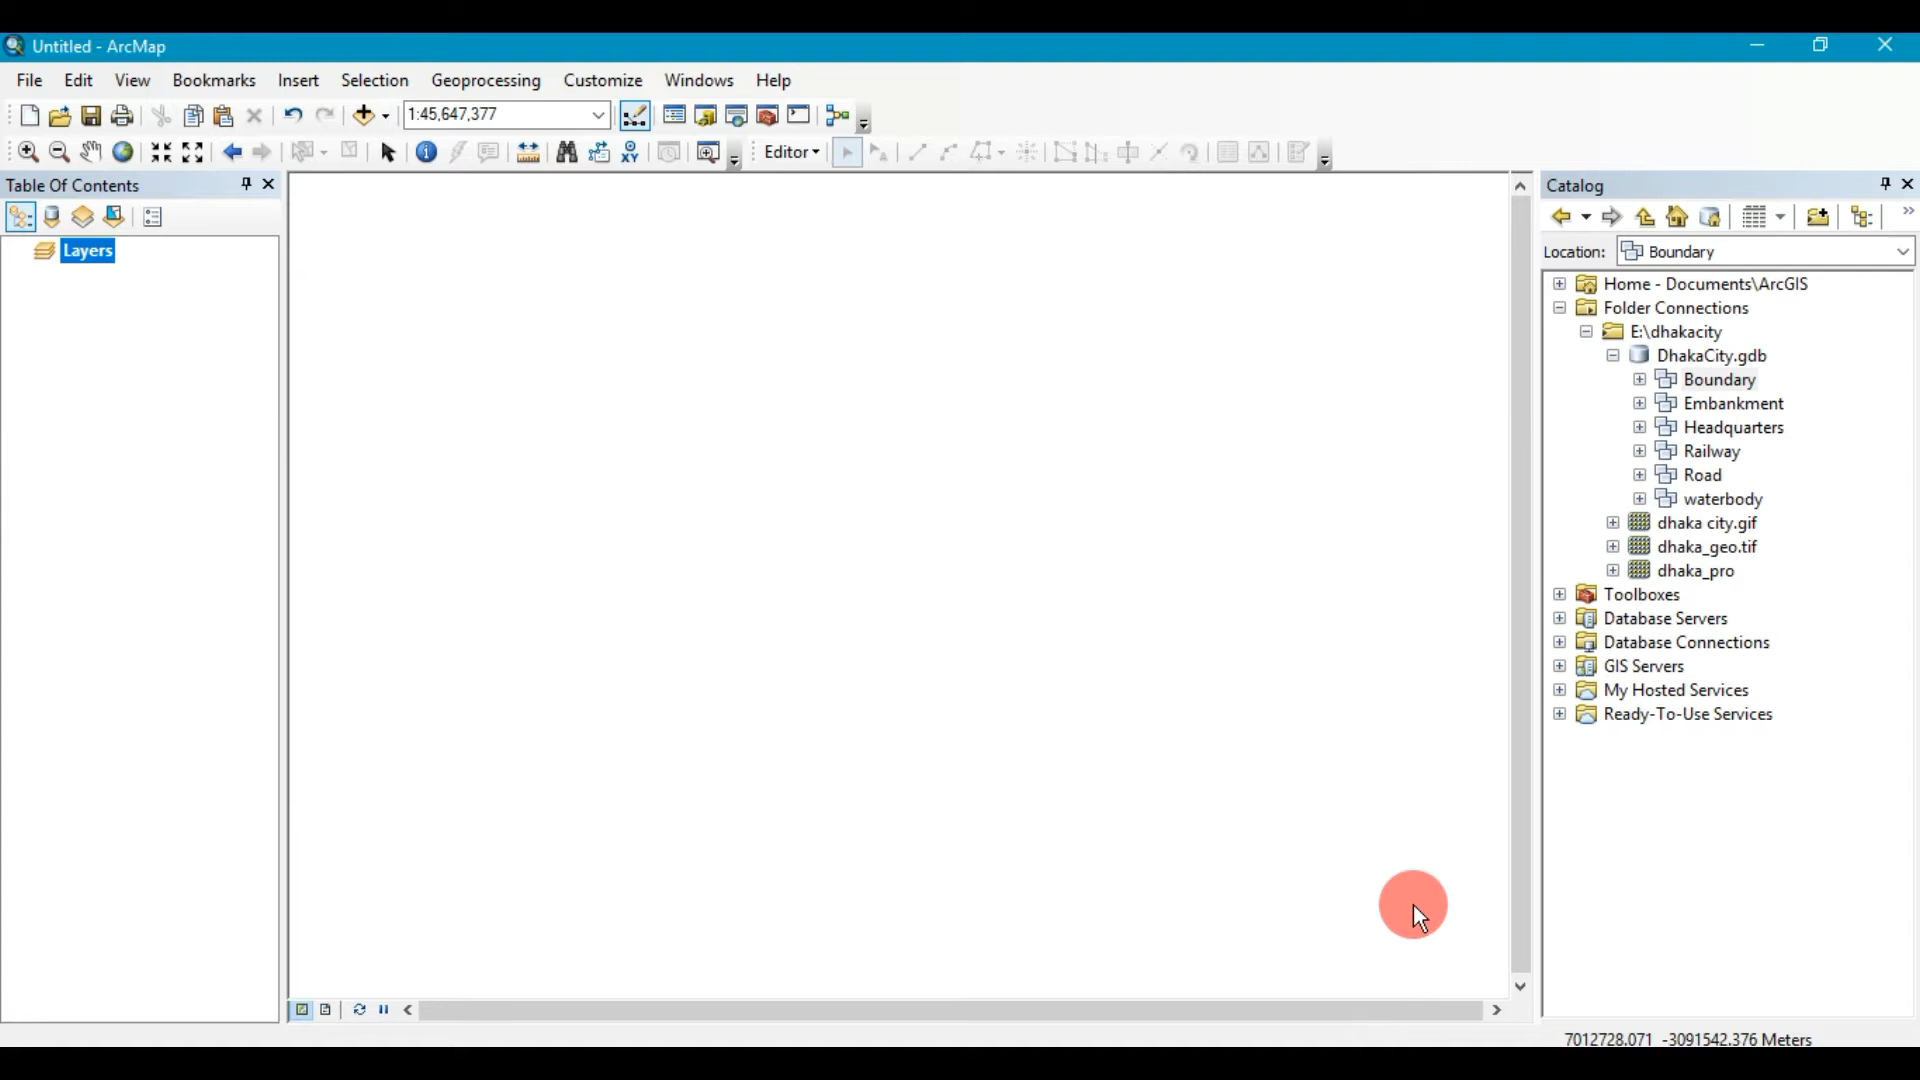 Untitled - ArcMap
File Edit View Bookmarks Insert Selection Geoprocessing Customize Windows Help
1:45,647,377
Editor
Table Of Contents
Layers
Catalog
Location: Boundary
Home - Documents\ArcGIS
Folder Connections
E:\dhakacity
DhakaCity.gdb
Boundary
Embankment
Headquarters
Railway
Road
waterbody
dhaka city.gif
dhaka_geo.tif
dhaka_pro
Toolboxes
Database Servers
Database Connections
GIS Servers
My Hosted Services
Ready-To-Use Services
7012728.071 -3091542.376 Meters